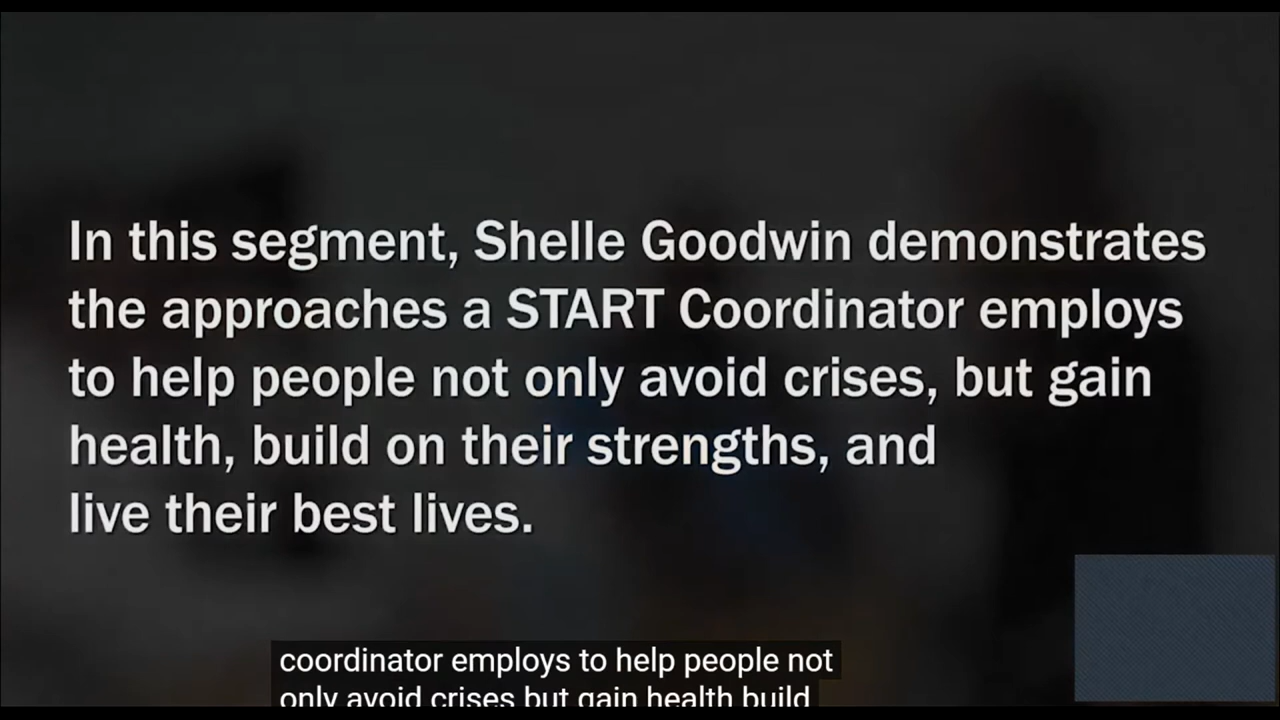 In this segment, Shelle Goodwin demonstrates
the approaches a START Coordinator employs
to help people not only avoid crises, but gain
health, build on their strengths, and
live their best lives.
coordinator employs to help people not
only avoid crises but gain health build